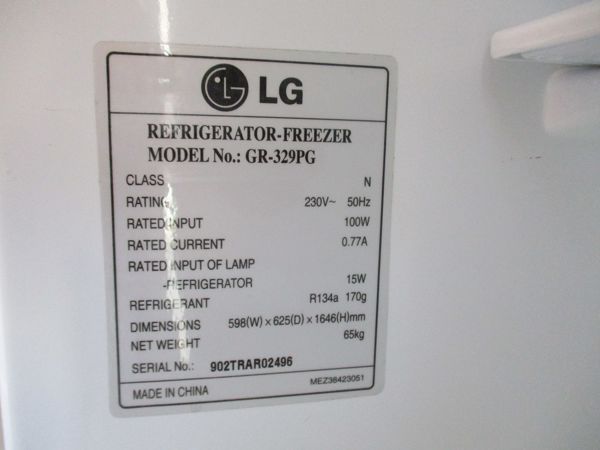 LG
REFRIGERATOR-FREEZER
MODEL No.: GR-329PG
CLASS N
RATING 230V~ 50Hz
RATED INPUT 100W
RATED CURRENT 0.77A
RATED INPUT OF LAMP
-REFRIGERATOR 15W
REFRIGERANT R134a 170g
DIMENSIONS 598(W)×625(D)×1646(H)mm
NET WEIGHT 65kg
SERIAL No.: 902TRAR02496
MADE IN CHINA MEZ36423051